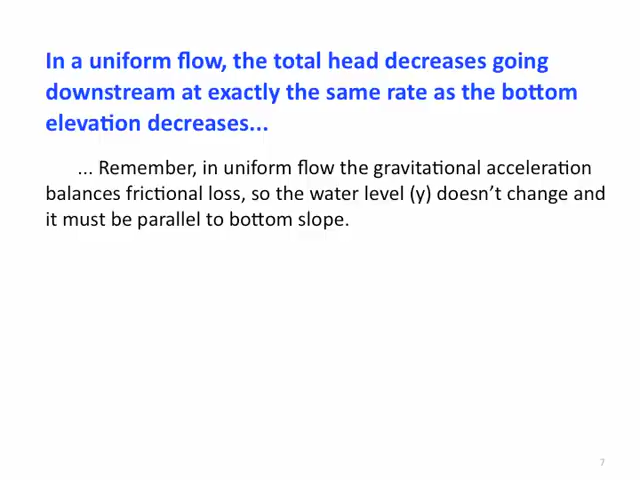 In a uniform flow, the total head decreases going
downstream at exactly the same rate as the bottom
elevation decreases...
... Remember, in uniform flow the gravitational acceleration
balances frictional loss, so the water level (y) doesn’t change and
it must be parallel to bottom slope.
7